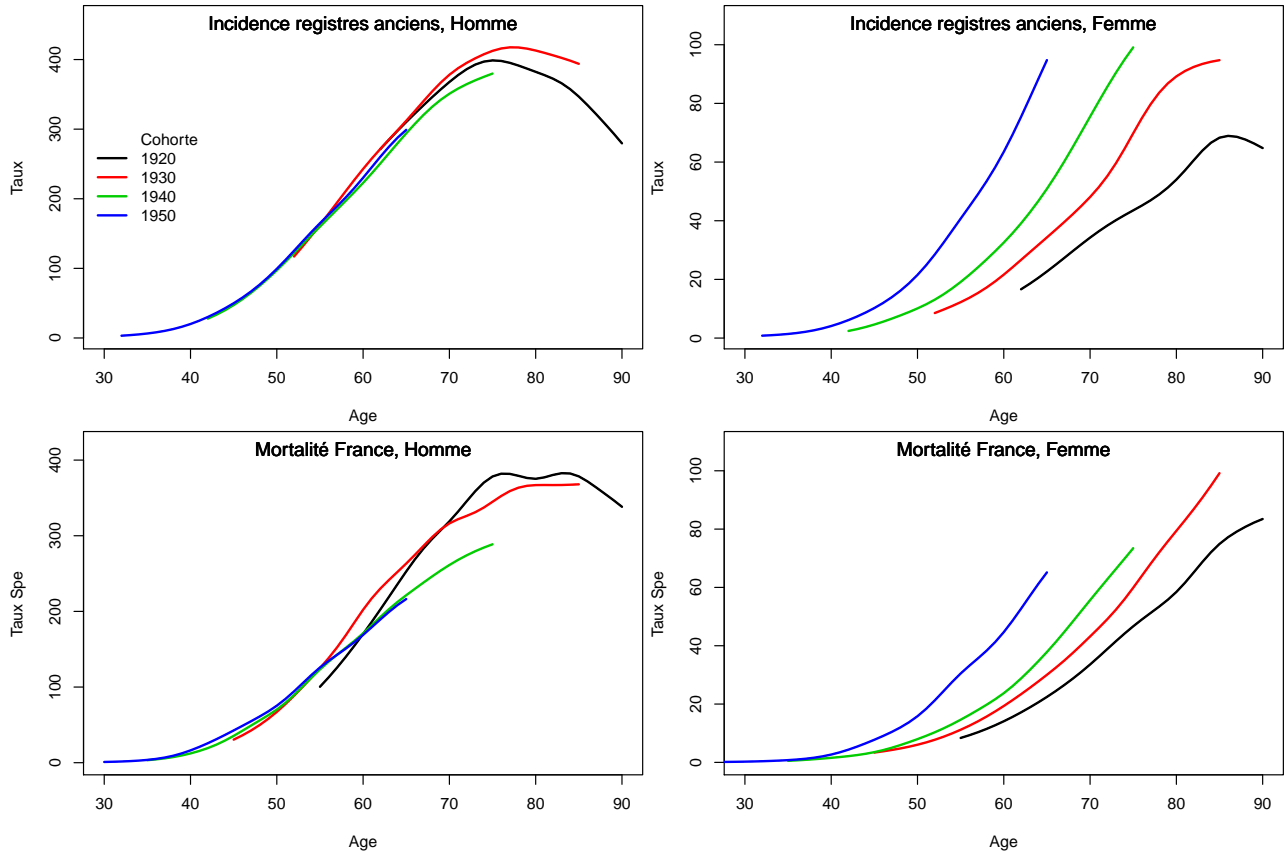 Incidence registres anciens, Homme
Taux
400
300
200
100
0
Cohorte
1920
1930
1940
1950
30 40 50 60 70 80 90
Age
Incidence registres anciens, Femme
Taux
100
80
60
40
20
0
30 40 50 60 70 80 90
Age
Mortalité France, Homme
Taux Spe
400
300
200
100
0
30 40 50 60 70 80 90
Age
Mortalité France, Femme
Taux Spe
100
80
60
40
20
0
30 40 50 60 70 80 90
Age